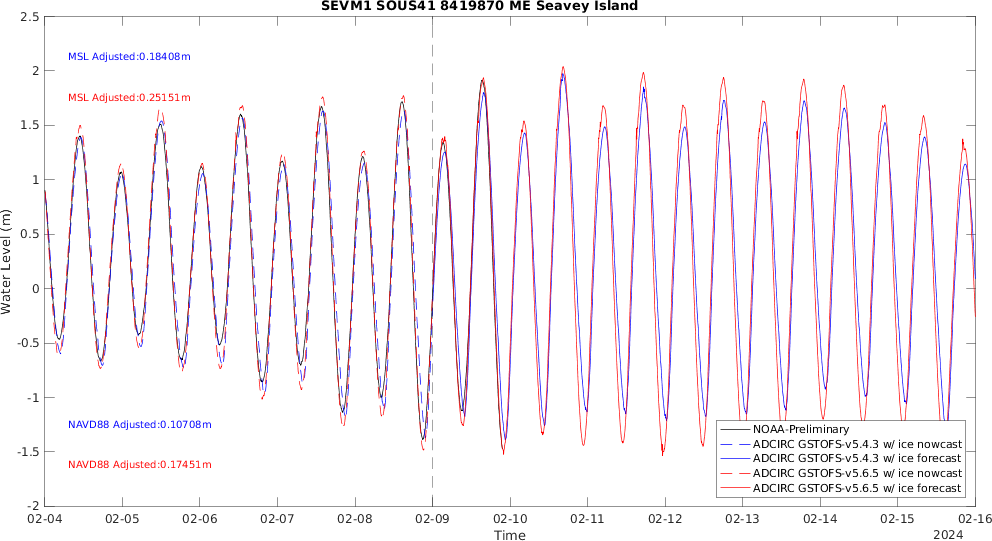 SEVM1 SOUS41 8419870 ME Seavey Island
2.5
2
1.5
1
0.5
0
-0.5
-1
-1.5
-2
Water Level (m)
MSL Adjusted:0.18408m
MSL Adjusted:0.25151m
NAVD88 Adjusted:0.10708m
NAVD88 Adjusted:0.17451m
NOAA-Preliminary
ADCIRC GSTOFS-v5.4.3 w/ ice nowcast
ADCIRC GSTOFS-v5.4.3 w/ ice forecast
ADCIRC GSTOFS-v5.6.5 w/ ice nowcast
ADCIRC GSTOFS-v5.6.5 w/ ice forecast
02-04 02-05 02-06 02-07 02-08 02-09 02-10 02-11 02-12 02-13 02-14 02-15 02-16
Time
2024